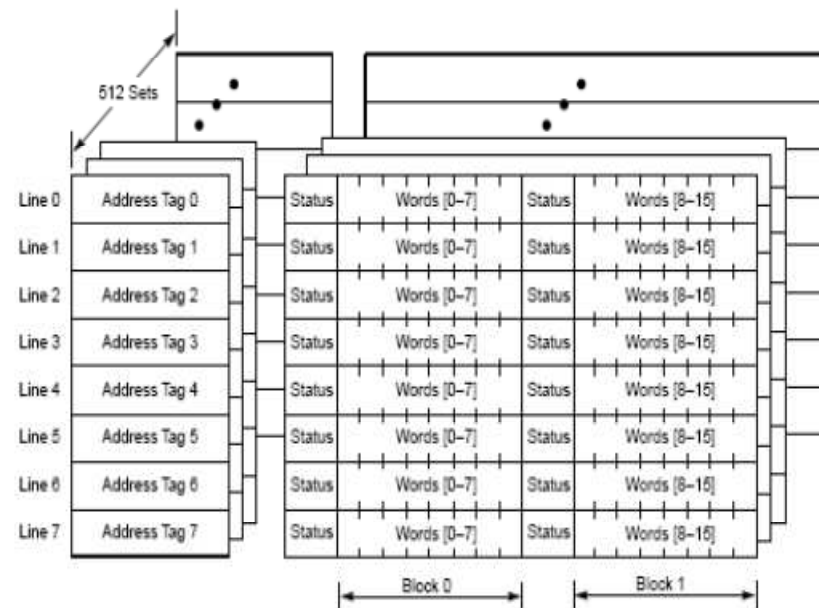 512 Sets
Line 0 Address Tag 0 Status Words [0–7] Status Words [8–15]
Line 1 Address Tag 1 Status Words [0–7] Status Words [8–15]
Line 2 Address Tag 2 Status Words [0–7] Status Words [8–15]
Line 3 Address Tag 3 Status Words [0–7] Status Words [8–15]
Line 4 Address Tag 4 Status Words [0–7] Status Words [8–15]
Line 5 Address Tag 5 Status Words [0–7] Status Words [8–15]
Line 6 Address Tag 6 Status Words [0–7] Status Words [8–15]
Line 7 Address Tag 7 Status Words [0–7] Status Words [8–15]
Block 0 Block 1